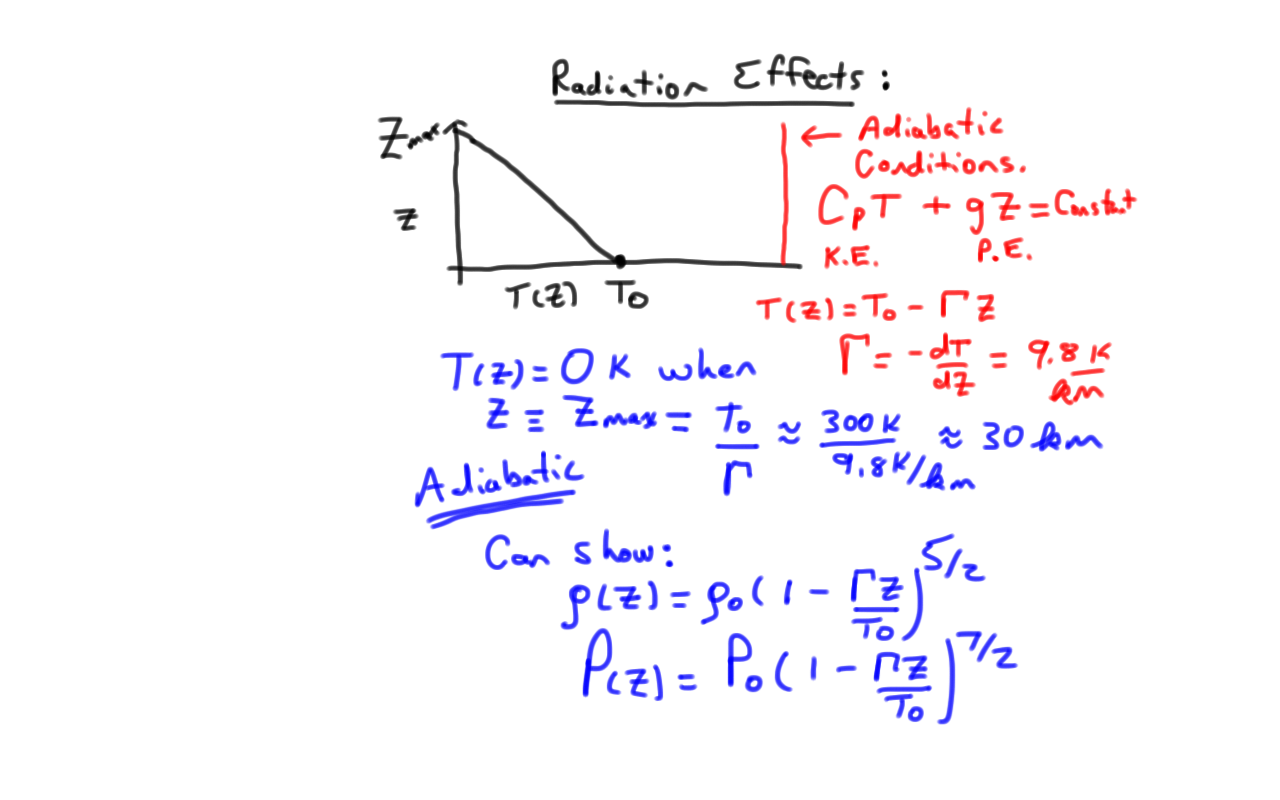 Radiation Effects:
Zmax
← Adiabatic
Conditions.
z
CpT + gZ = Constant
K.E. P.E.
T(z) T0
T(z) = T0 - Γz
Γ = -dT/dZ = 9.8 K/km
T(z) = 0 K when
z ≡ Zmax = T0/Γ ≈ 300K/9.8K/km ≈ 30 km
Adiabatic
Can show:
ρ(z) = ρ0(1 - Γz/T0)^5/2
P(z) = P0(1 - Γz/T0)^7/2